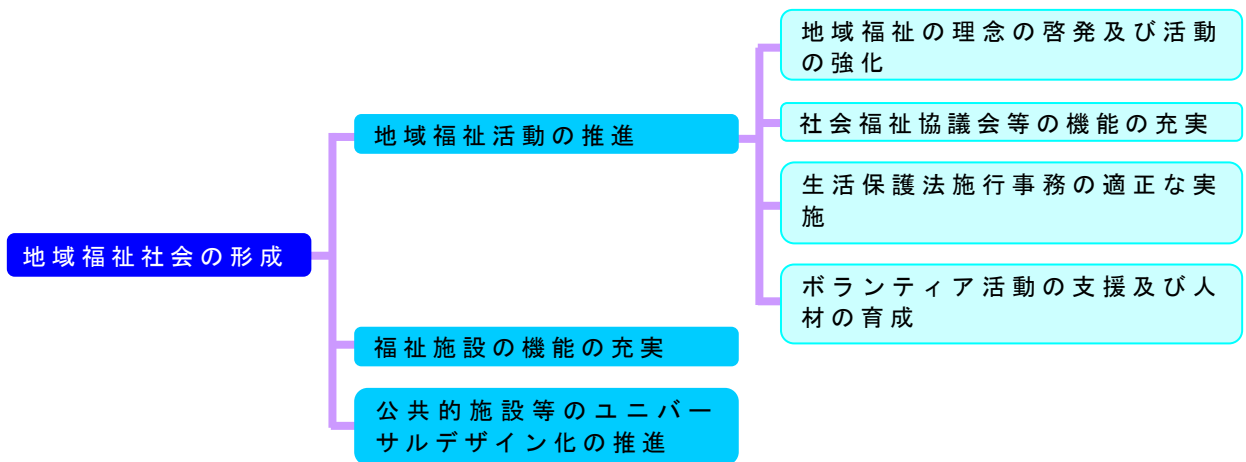 地域福祉社会の形成
地域福祉活動の推進
地域福祉の理念の啓発及び活動
の強化
社会福祉協議会等の機能の充実
生活保護法施行事務の適正な実
施
ボランティア活動の支援及び人
材の育成
福祉施設の機能の充実
公共的施設等のユニバー
サルデザイン化の推進